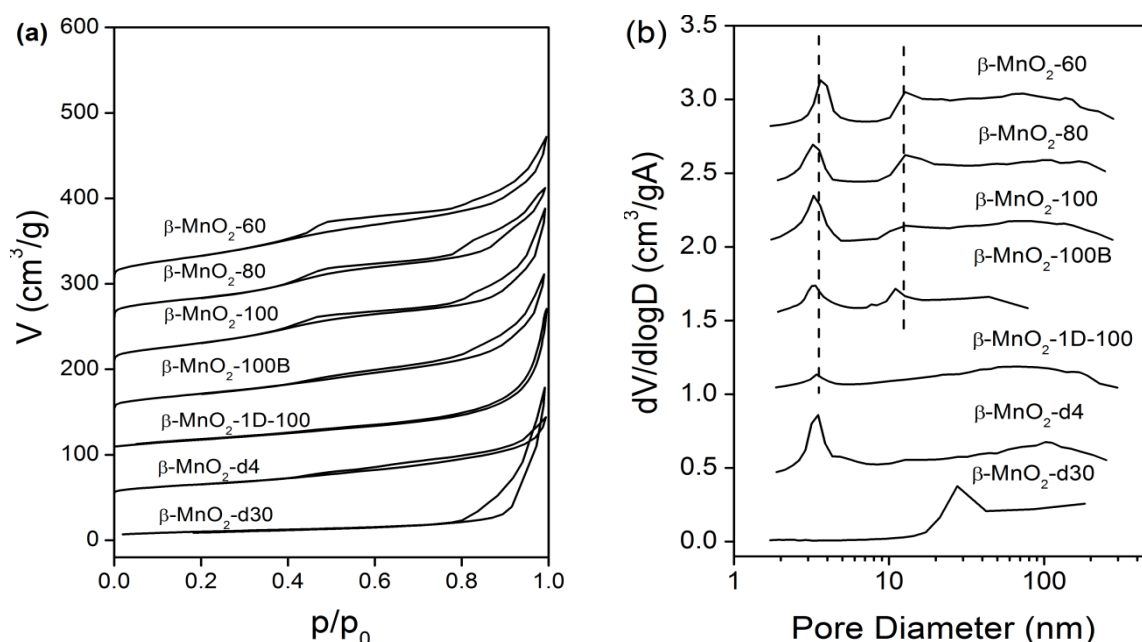 (a)
600
500
400
300
200
100
0
V (cm³/g)
β-MnO₂-60
β-MnO₂-80
β-MnO₂-100
β-MnO₂-100B
β-MnO₂-1D-100
β-MnO₂-d4
β-MnO₂-d30
0.0 0.2 0.4 0.6 0.8 1.0
p/p₀
(b)
3.5
3.0
2.5
2.0
1.5
1.0
0.5
0.0
dV/dlogD (cm³/gA)
β-MnO₂-60
β-MnO₂-80
β-MnO₂-100
β-MnO₂-100B
β-MnO₂-1D-100
β-MnO₂-d4
β-MnO₂-d30
1 10 100
Pore Diameter (nm)